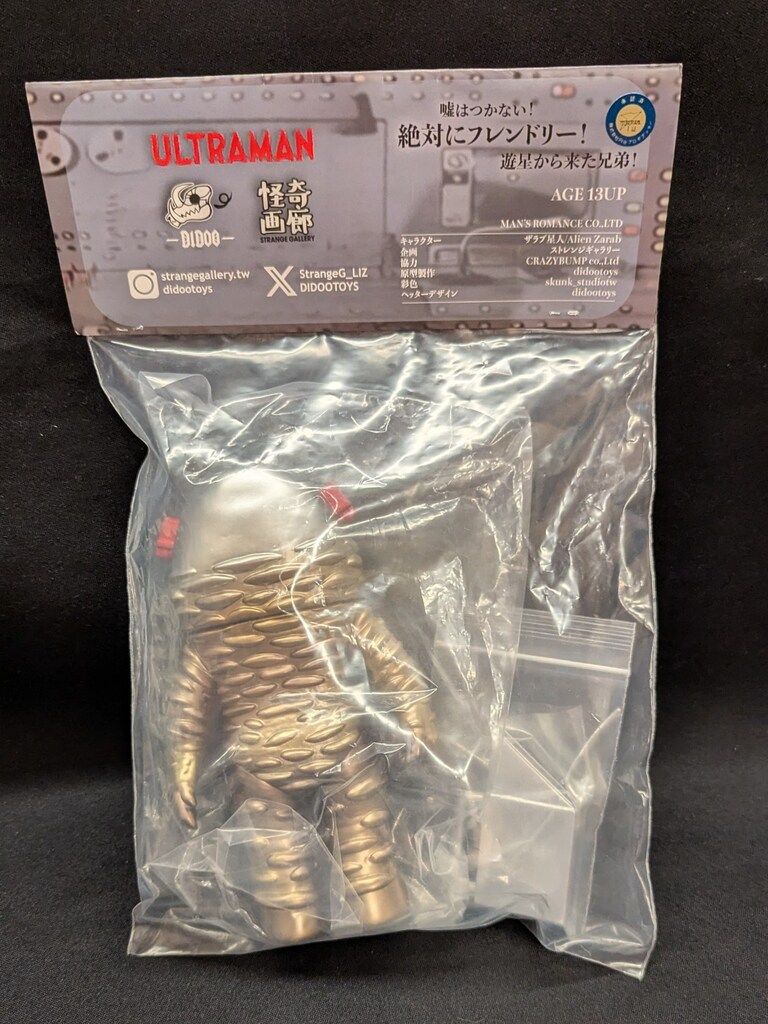 嘘はつかない!
絶対にフレンドリー!
遊星から来た兄弟!
ULTRAMAN
AGE 13UP
DIDOO
怪奇
画廊
STRANGE GALLERY
MAN'S ROMANCE CO.,LTD
キャラクター ザラブ星人/Alien Zarab
企画 ストレンジギャラリー
協力 CRAZYBUMP co.,Ltd
原型製作 didootoys
彩色 skunk_studiotw
ヘッターデザイン didootoys
strangegallery.tw
didootoys
StrangeG_LIZ
DIDOOTOYS